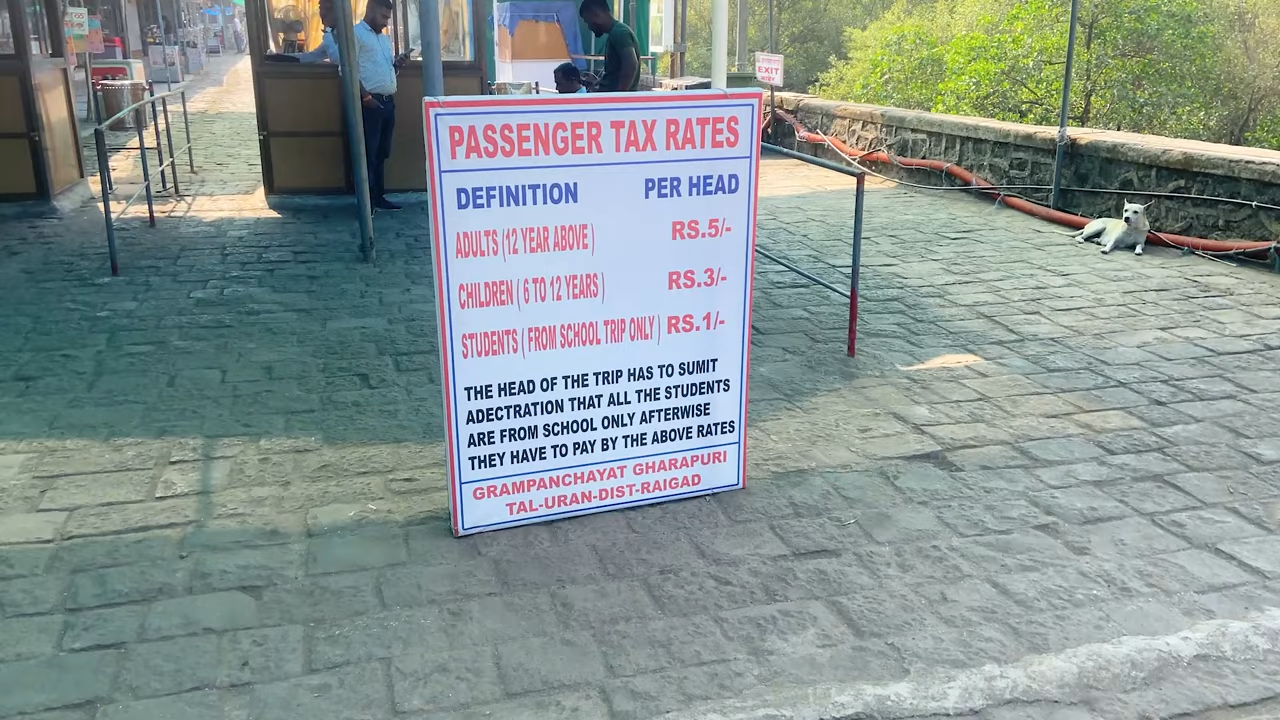 PASSENGER TAX RATES
DEFINITION PER HEAD
ADULTS (12 YEAR ABOVE) RS.5/-
CHILDREN ( 6 TO 12 YEARS) RS.3/-
STUDENTS ( FROM SCHOOL TRIP ONLY) RS.1/-
THE HEAD OF THE TRIP HAS TO SUMIT
ADECTRATION THAT ALL THE STUDENTS
ARE FROM SCHOOL ONLY AFTERWISE
THEY HAVE TO PAY BY THE ABOVE RATES
GRAMPANCHAYAT GHARAPURI
TAL-URAN-DIST-RAIGAD
EXIT